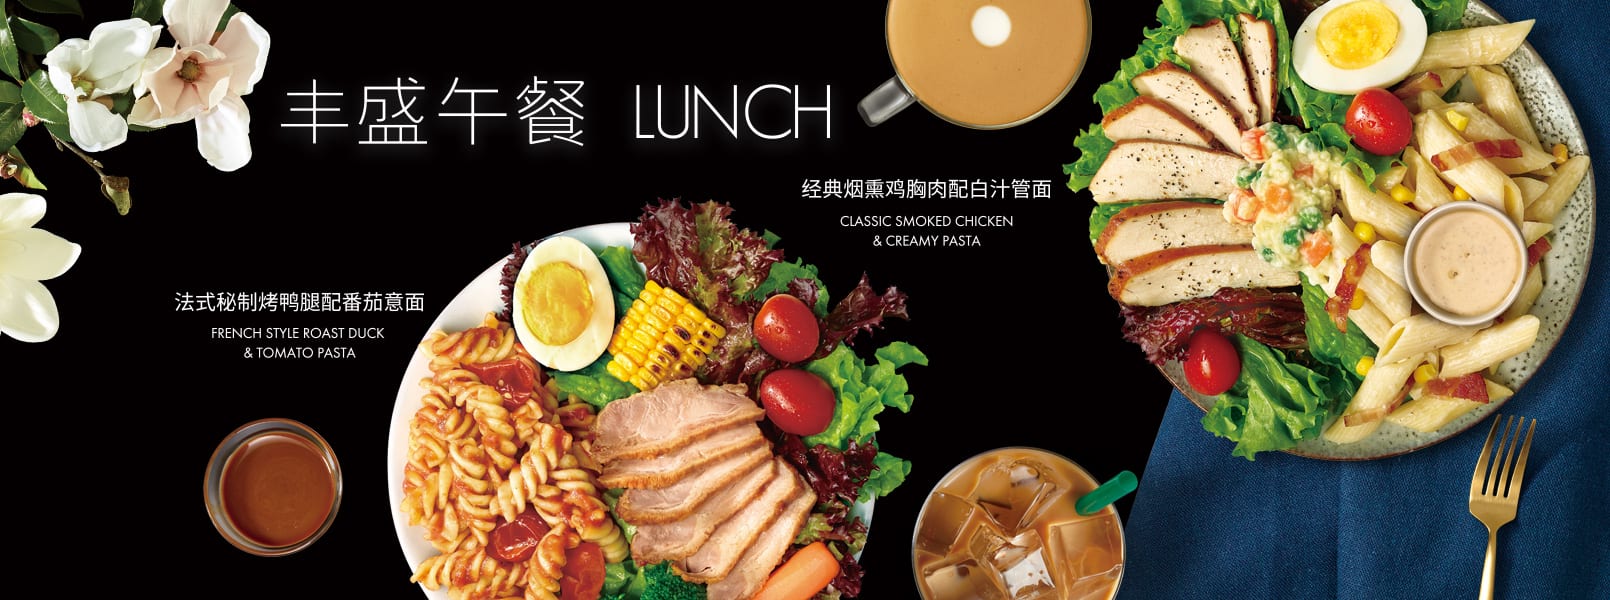 丰盛午餐 LUNCH
经典烟熏鸡胸肉配白汁管面
CLASSIC SMOKED CHICKEN
& CREAMY PASTA
法式秘制烤鸭腿配番茄意面
FRENCH STYLE ROAST DUCK
& TOMATO PASTA